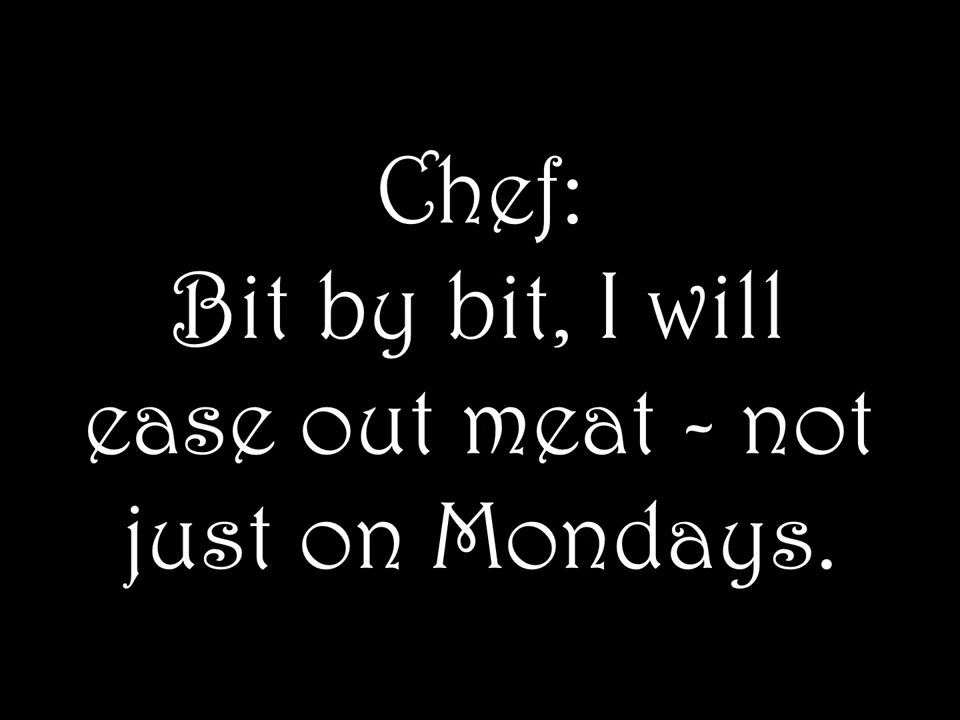 Chef:
Bit by bit, I will
ease out meat - not
just on Mondays.